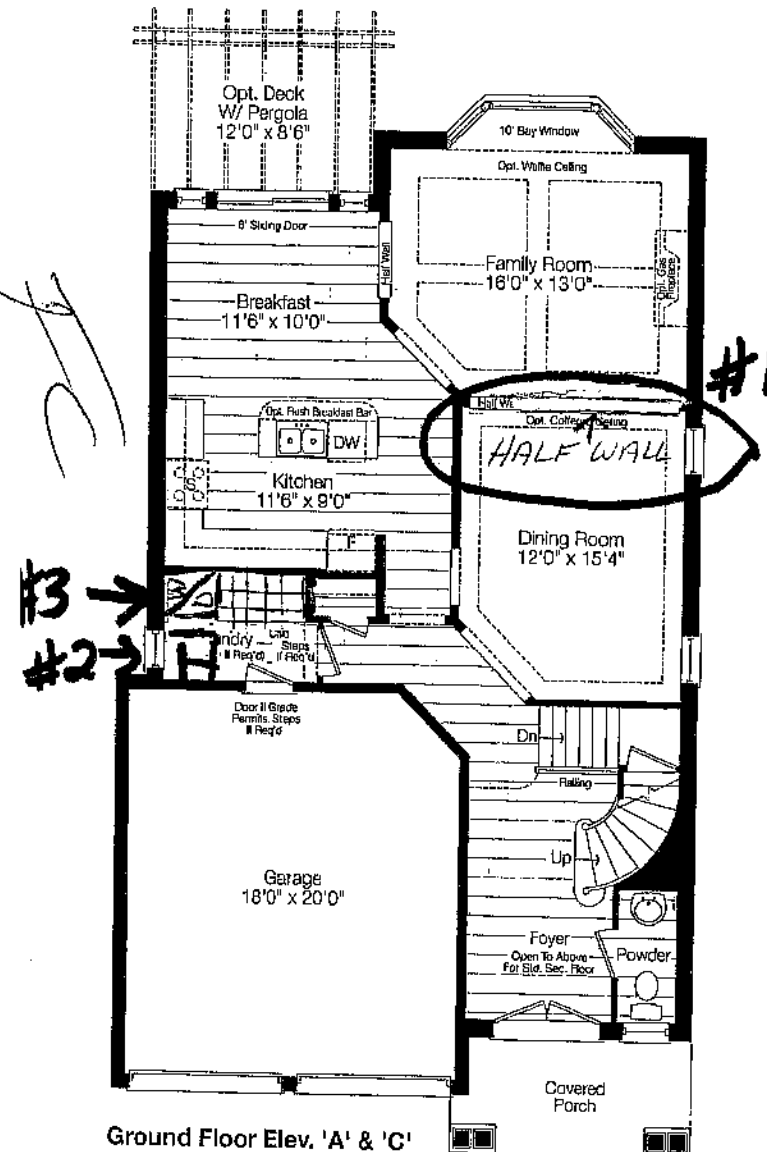 Opt. Deck
W/ Pergola
12'0" x 8'6"
10' Bay Window
Opt. Waffle Ceiling
6' Sliding Door
Half Wall
Family Room
16'0" x 13'0"
Opt. Gas
Fireplace
Breakfast
11'6" x 10'0"
#1
Half
Opt. Coffered Ceiling
HALF WALL
Opt. Flush Breakfast Bar
DW
S
Kitchen
11'6" x 9'0"
F
Dining Room
12'0" x 15'4"
#3
W
D
#2
Steps
If Req'd
Door If Grade
Permits. Steps
If Req'd
Dn
Railing
Up
Garage
18'0" x 20'0"
Foyer
Open To Above
For Std. Sec. Floor
Powder
Covered
Porch
Ground Floor Elev. 'A' & 'C'